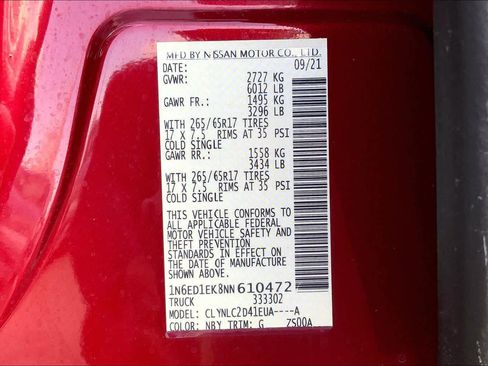 MFD BY NISSAN MOTOR CO., LTD.
DATE: 09/21
GVWR: 2727 KG
6012 LB
GAWR FR.: 1495 KG
3296 LB
WITH 265/65R17 TIRES
17 X 7.5 RIMS AT 35 PSI
COLD SINGLE
GAWR RR.: 1558 KG
3434 LB
WITH 265/65R17 TIRES
17 X 7.5 RIMS AT 35 PSI
COLD SINGLE
THIS VEHICLE CONFORMS TO
ALL APPLICABLE FEDERAL
MOTOR VEHICLE SAFETY AND
THEFT PREVENTION
STANDARDS IN EFFECT ON
THE DATE OF MANUFACTURE
SHOWN ABOVE.
1N6ED1EK8NN610472
TRUCK 333302
MODEL: CLYNLC2D41EUA----A
COLOR: NBY TRIM: G 7S00A